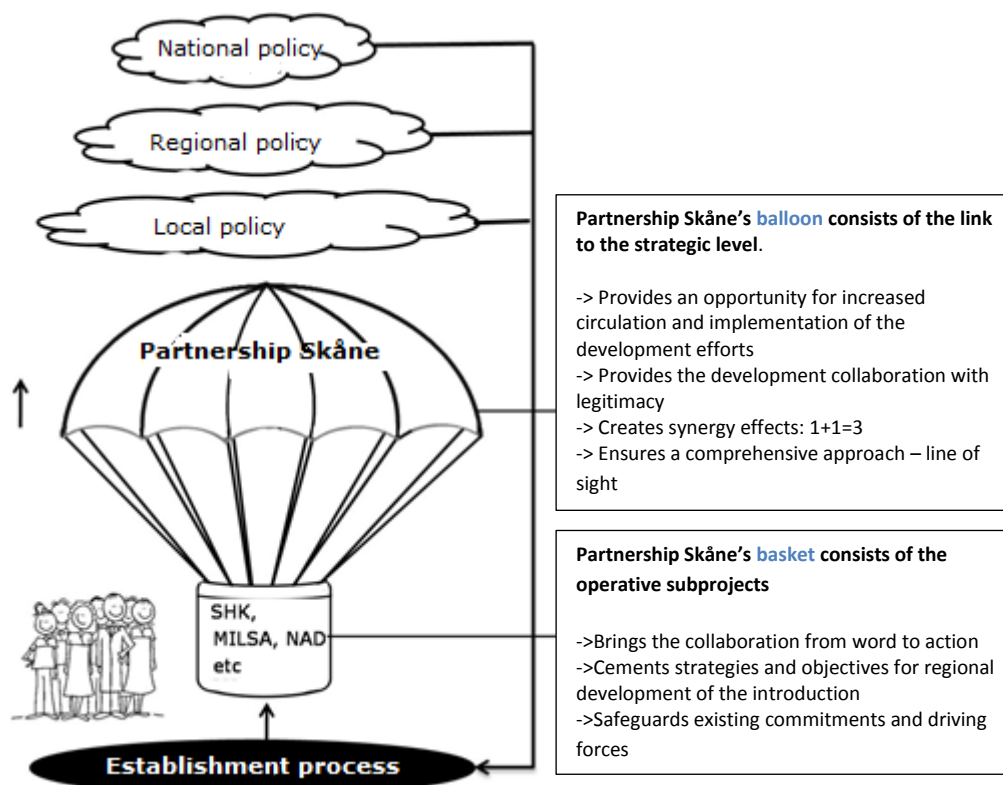 National policy
Regional policy
Local policy
Partnership Skåne
SHK,
MILSA, NAD
etc
Establishment process
Partnership Skåne’s balloon consists of the link
to the strategic level.
-> Provides an opportunity for increased
circulation and implementation of the
development efforts
-> Provides the development collaboration with
legitimacy
-> Creates synergy effects: 1+1=3
-> Ensures a comprehensive approach – line of
sight
Partnership Skåne’s basket consists of the
operative subprojects
->Brings the collaboration from word to action
->Cements strategies and objectives for regional
development of the introduction
->Safeguards existing commitments and driving
forces